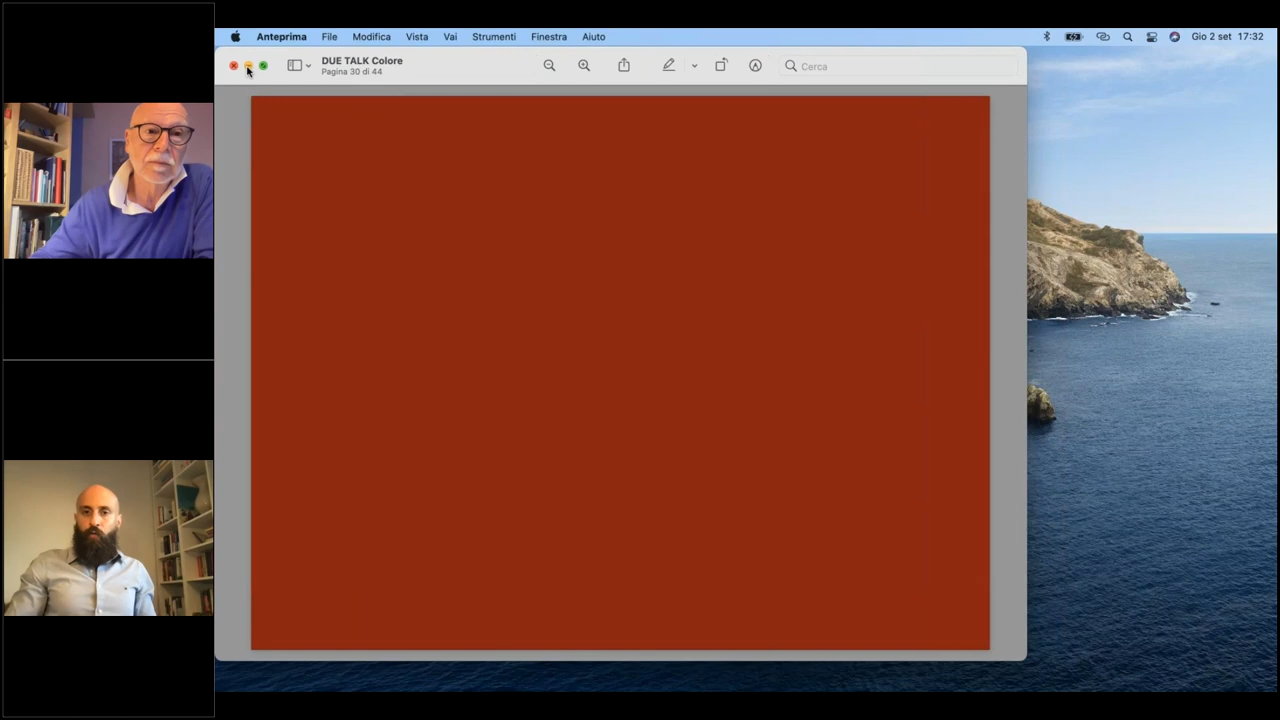 Anteprima File Modifica Vista Vai Strumenti Finestra Aiuto Gio 2 set 17:32
DUE TALK Colore
Pagina 30 di 44
Cerca